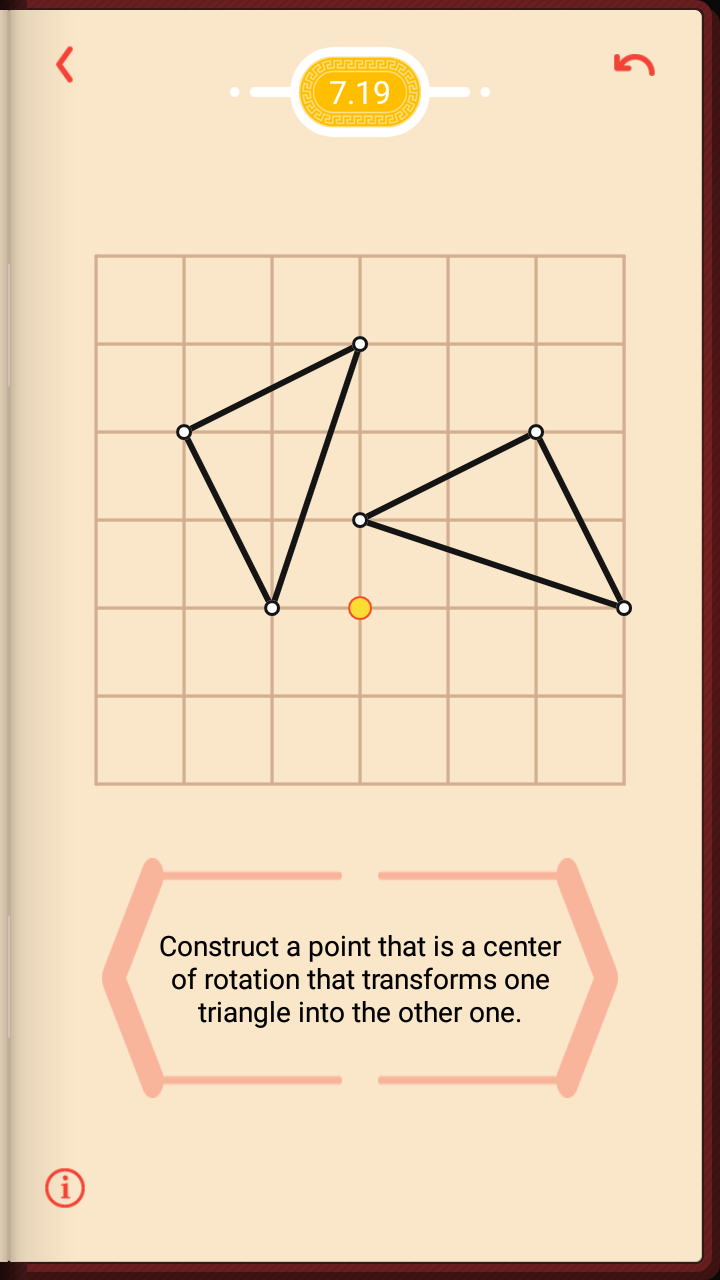 7.19
Construct a point that is a center
of rotation that transforms one
triangle into the other one.
i